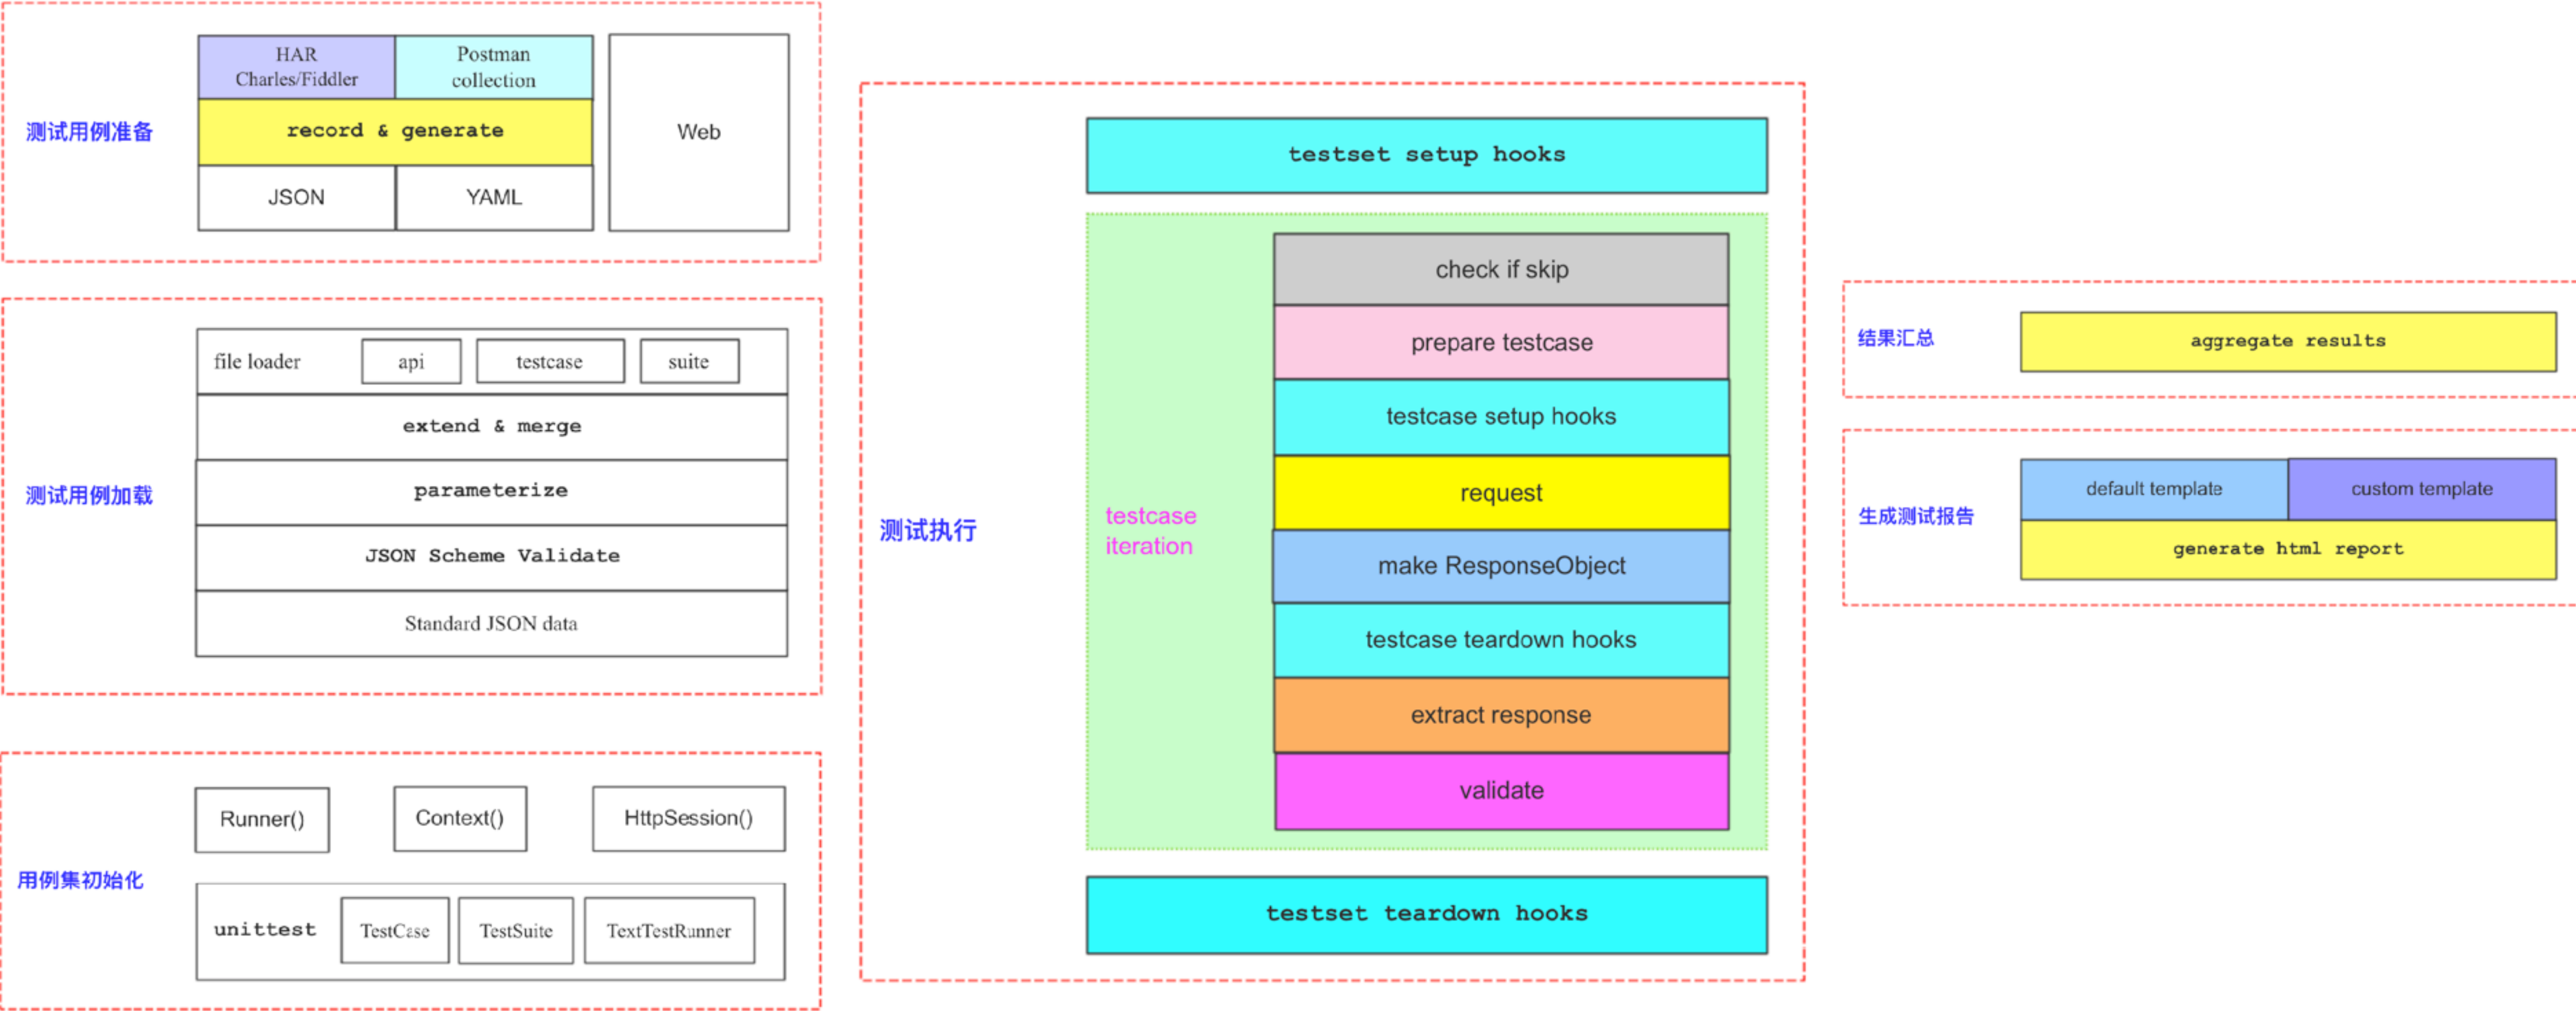 测试用例准备
HAR
Charles/Fiddler
Postman
collection
record & generate
JSON
YAML
Web
测试用例加载
file loader
api
testcase
suite
extend & merge
parameterize
JSON Scheme Validate
Standard JSON data
用例集初始化
Runner()
Context()
HttpSession()
unittest
TestCase
TestSuite
TextTestRunner
测试执行
testset setup hooks
testcase
iteration
check if skip
prepare testcase
testcase setup hooks
request
make ResponseObject
testcase teardown hooks
extract response
validate
testset teardown hooks
结果汇总
aggregate results
生成测试报告
default template
custom template
generate html report